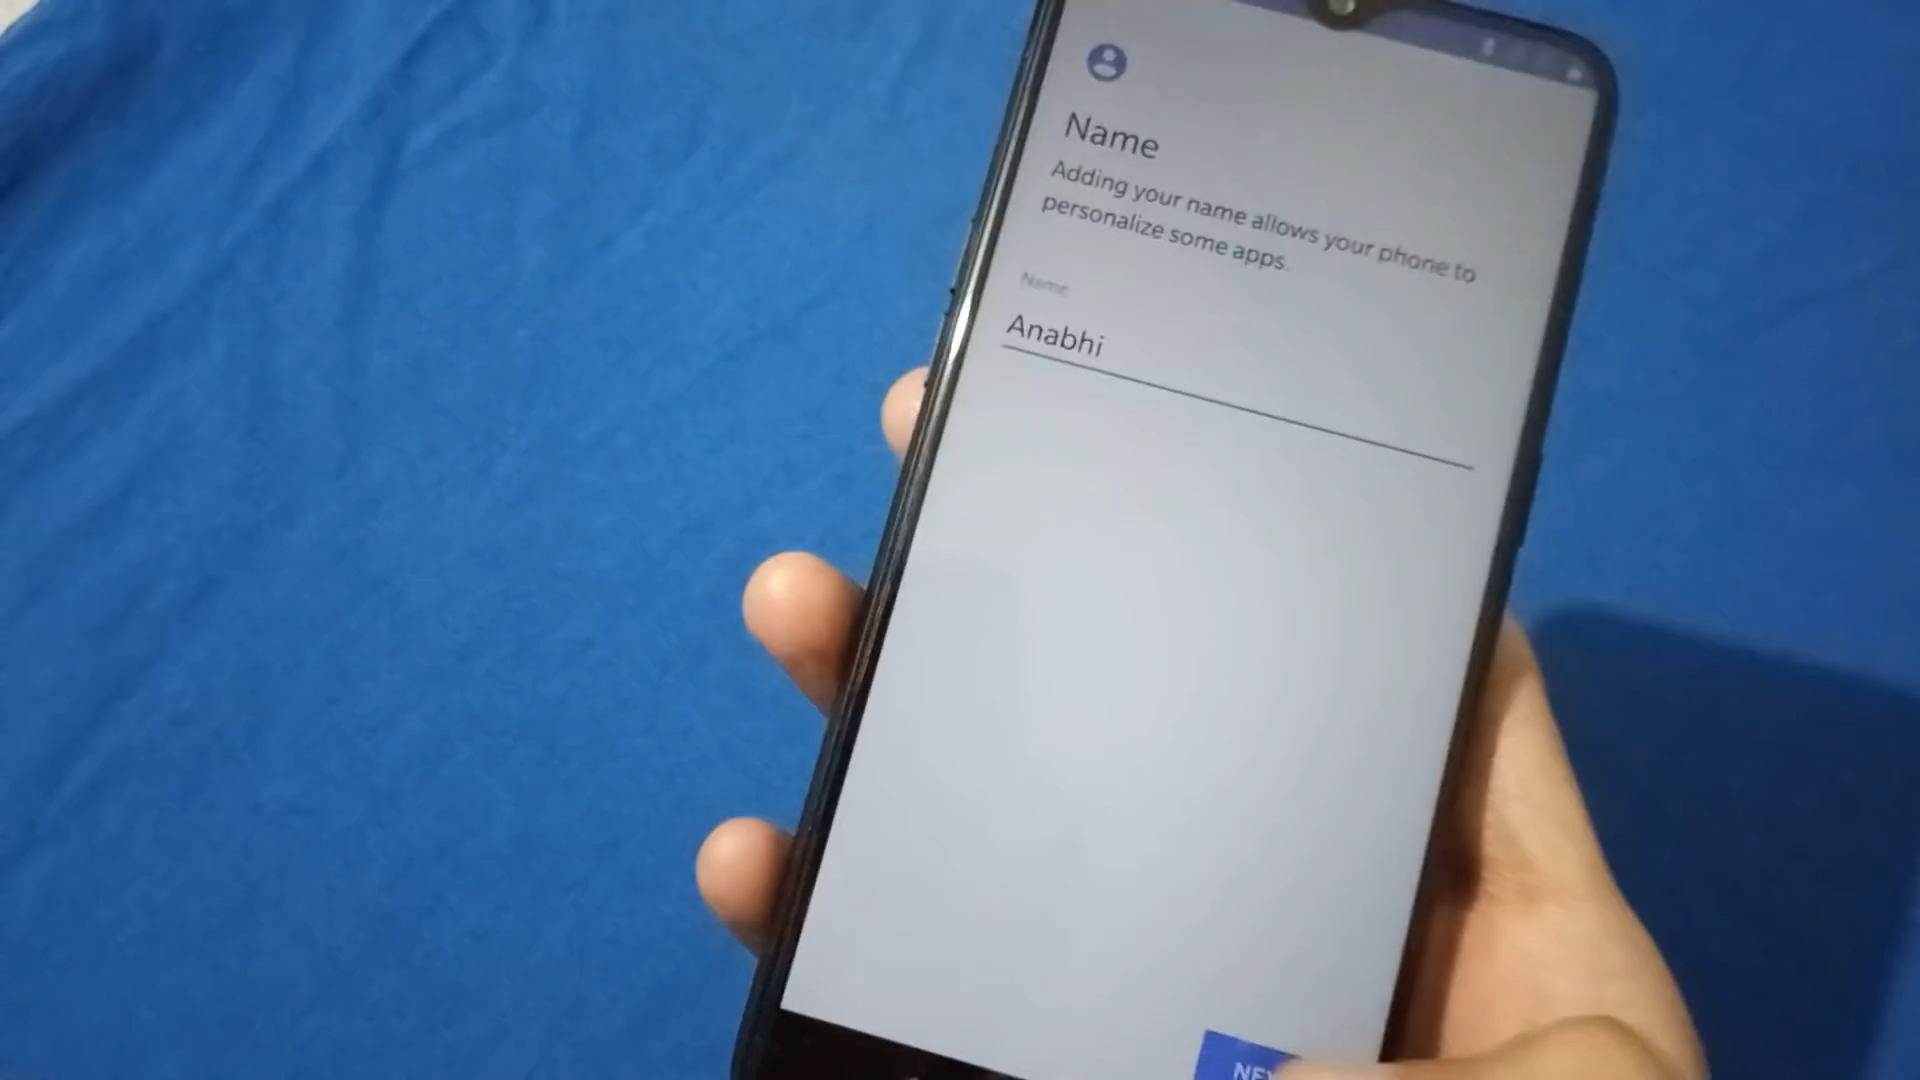 Name
Adding your name allows your phone to
personalize some apps.
Name
Anabhi